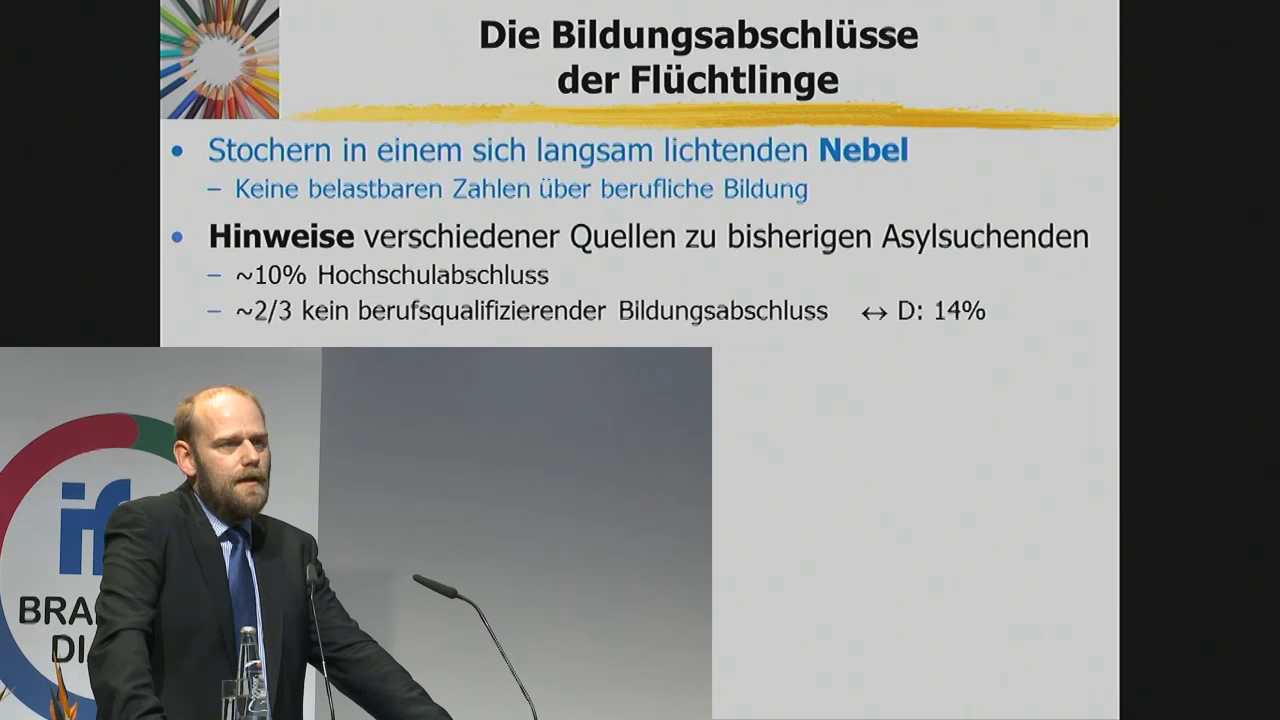 Die Bildungsabschlüsse
der Flüchtlinge
• Stochern in einem sich langsam lichtenden Nebel
– Keine belastbaren Zahlen über berufliche Bildung
• Hinweise verschiedener Quellen zu bisherigen Asylsuchenden
– ~10% Hochschulabschluss
– ~2/3 kein berufsqualifizierender Bildungsabschluss ↔ D: 14%
if
BRA
DI